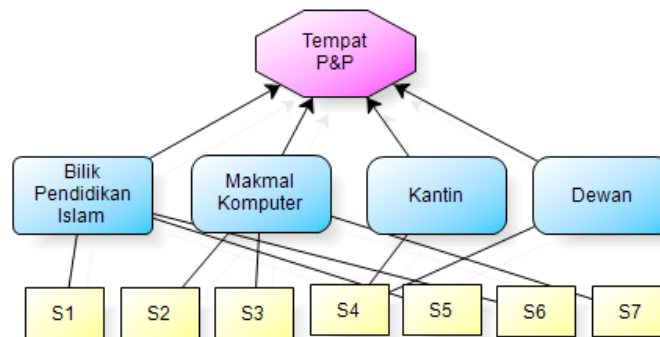 Tempat
P&P
Bilik
Pendidikan
Islam
Makmal
Komputer
Kantin
Dewan
S1
S2
S3
S4
S5
S6
S7